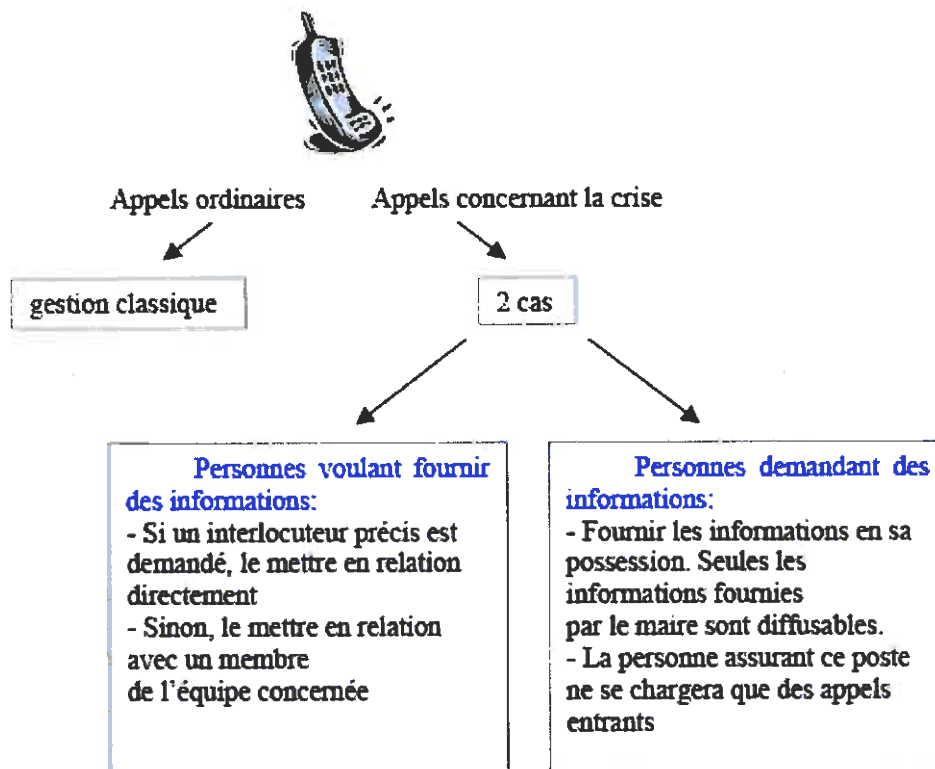 Appels ordinaires
Appels concernant la crise
gestion classique
2 cas
Personnes voulant fournir
des informations:
- Si un interlocuteur précis est
demandé, le mettre en relation
directement
- Sinon, le mettre en relation
avec un membre
de l'équipe concernée
Personnes demandant des
informations:
- Fournir les informations en sa
possession. Seules les
informations fournies
par le maire sont diffusables.
- La personne assurant ce poste
ne se chargera que des appels
entrants